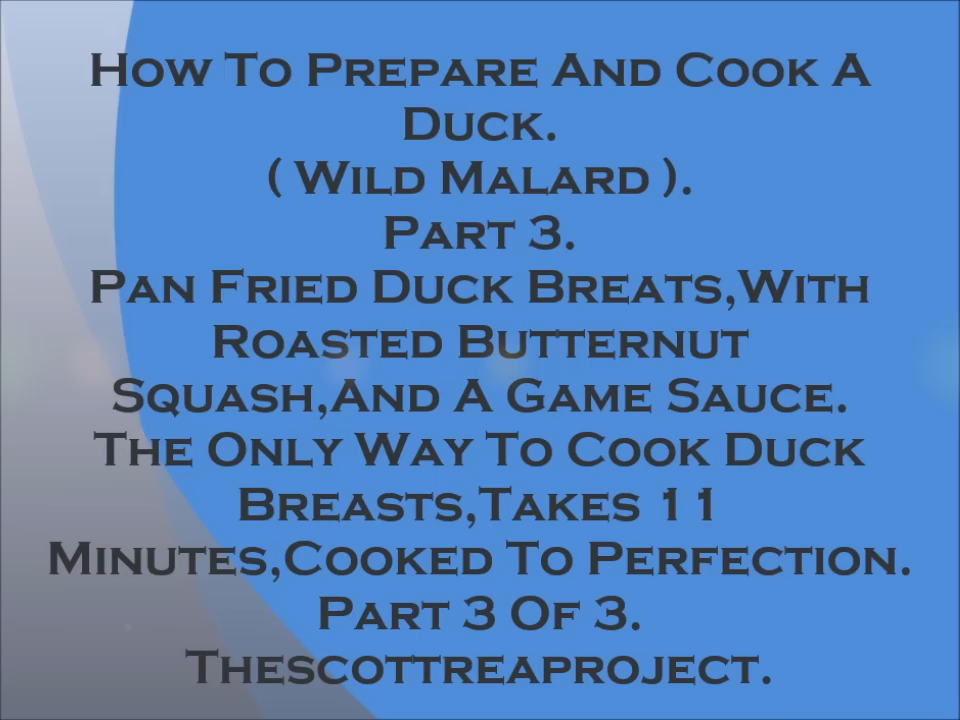 How To Prepare And Cook A
Duck.
( Wild Malard ).
Part 3.
Pan Fried Duck Breats,With
Roasted Butternut
Squash,And A Game Sauce.
The Only Way To Cook Duck
Breasts,Takes 11
Minutes,Cooked To Perfection.
Part 3 Of 3.
Thescottreaproject.